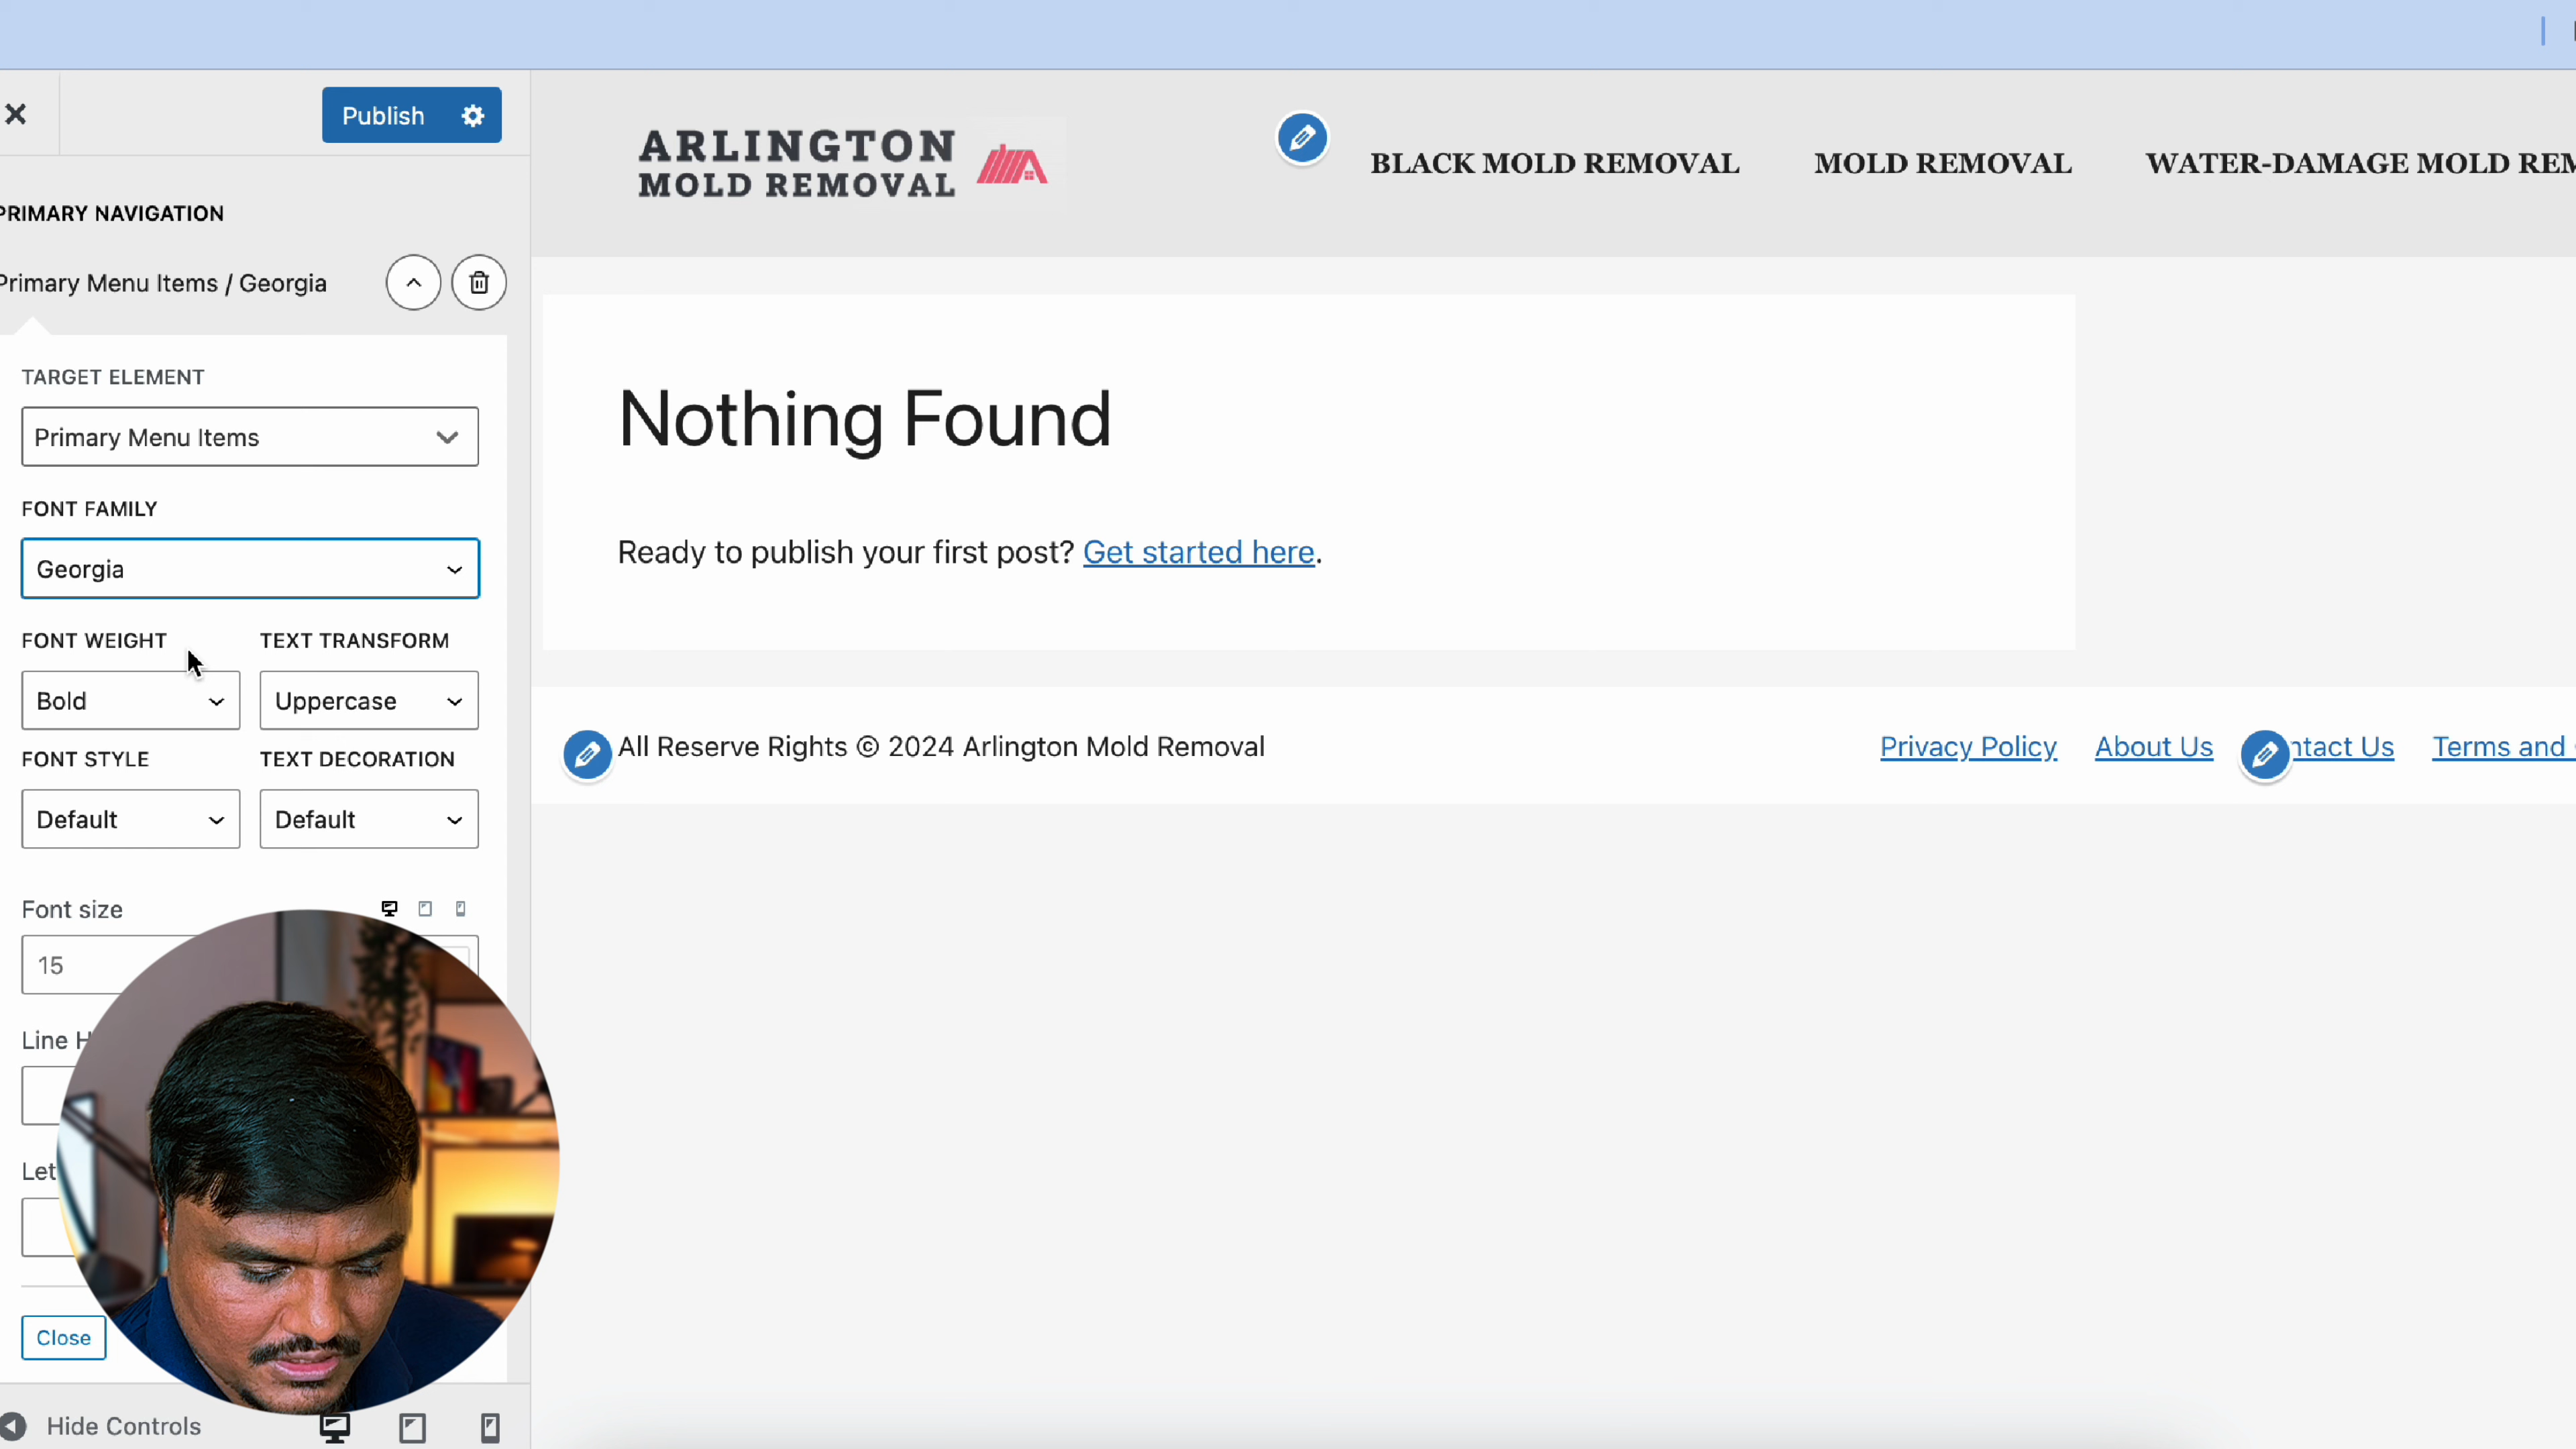 Publish
PRIMARY NAVIGATION
Primary Menu Items / Georgia
TARGET ELEMENT
Primary Menu Items
FONT FAMILY
Georgia
FONT WEIGHT TEXT TRANSFORM
Bold Uppercase
FONT STYLE TEXT DECORATION
Default Default
Font size
15
Line
Close
Hide Controls
ARLINGTON
MOLD REMOVAL
BLACK MOLD REMOVAL MOLD REMOVAL WATER-DAMAGE MOLD
Nothing Found
Ready to publish your first post? Get started here.
All Reserve Rights © 2024 Arlington Mold Removal
Privacy Policy About Us ntact Us Terms and